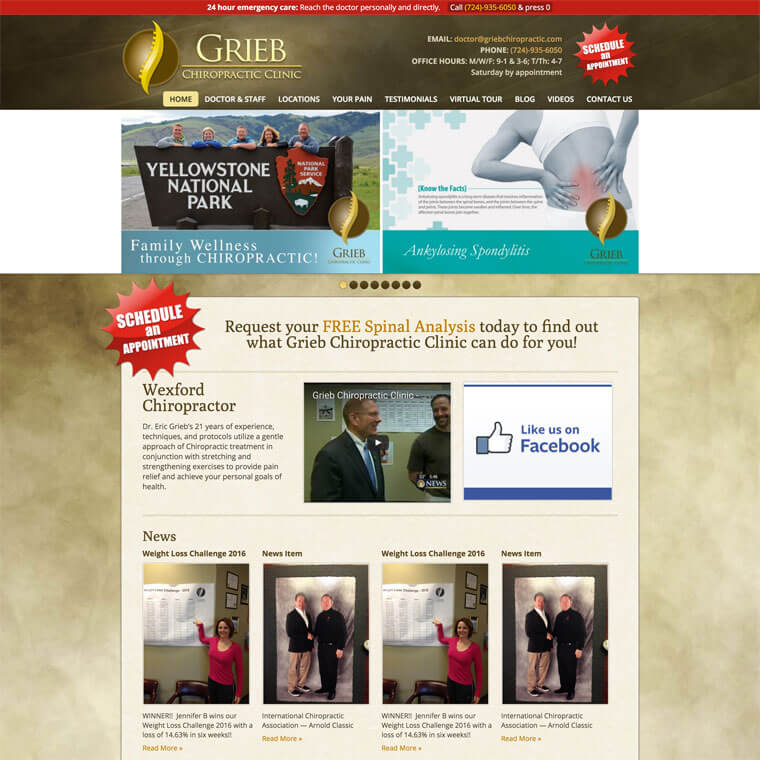 24 hour emergency care: Reach the doctor personally and directly. Call (724)-935-6050 & press 0
GRIEB
CHIROPRACTIC CLINIC
EMAIL: doctor@griebchiropractic.com
PHONE: (724)-935-6050
OFFICE HOURS: M/W/F: 9-1 & 3-6; T/Th: 4-7
Saturday by appointment
SCHEDULE
an
APPOINTMENT
HOME DOCTOR & STAFF LOCATIONS YOUR PAIN TESTIMONIALS VIRTUAL TOUR BLOG VIDEOS CONTACT US
YELLOWSTONE
NATIONAL
PARK
NATIONAL
PARK
SERVICE
Family Wellness
through CHIROPRACTIC!
GRIEB
CHIROPRACTIC CLINIC
[Know the Facts]
Ankylosing Spondylitis
GRIEB
CHIROPRACTIC CLINIC
SCHEDULE
an
APPOINTMENT
Request your FREE Spinal Analysis today to find out
what Grieb Chiropractic Clinic can do for you!
Wexford
Chiropractor
Dr. Eric Grieb's 21 years of experience,
techniques, and protocols utilize a gentle
approach of Chiropractic treatment in
conjunction with stretching and
strengthening exercises to provide pain
relief and achieve your personal goals of
health.
Grieb Chiropractic Clinic -
NEWS
Like us on
Facebook
News
Weight Loss Challenge 2016
News Item
Weight Loss Challenge 2016
News Item
WINNER!! Jennifer B wins our
Weight Loss Challenge 2016 with a
loss of 14.63% in six weeks!!
Read More »
International Chiropractic
Association — Arnold Classic
Read More »
WINNER!! Jennifer B wins our
Weight Loss Challenge 2016 with a
loss of 14.63% in six weeks!!
Read More »
International Chiropractic
Association — Arnold Classic
Read More »